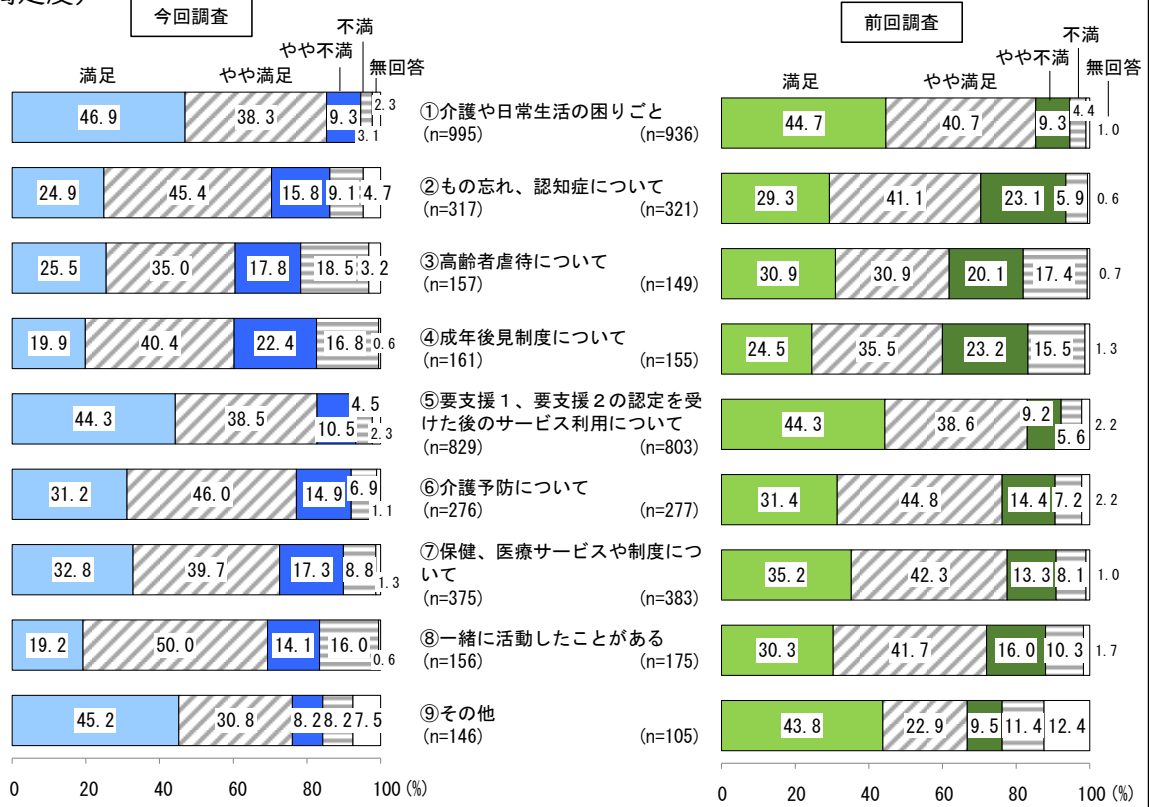 満足度）
今回調査
前回調査
不満
やや不満
無回答
満足
やや満足
不満
やや不満
無回答
満足
やや満足
46.9 38.3 9.3 3.1 2.3
①介護や日常生活の困りごと
(n=995) (n=936)
44.7 40.7 9.3 4.4 1.0
24.9 45.4 15.8 9.1 4.7
②もの忘れ、認知症について
(n=317) (n=321)
29.3 41.1 23.1 5.9 0.6
25.5 35.0 17.8 18.5 3.2
③高齢者虐待について
(n=157) (n=149)
30.9 30.9 20.1 17.4 0.7
19.9 40.4 22.4 16.8 0.6
④成年後見制度について
(n=161) (n=155)
24.5 35.5 23.2 15.5 1.3
44.3 38.5 10.5 4.5 2.3
⑤要支援１、要支援２の認定を受
けた後のサービス利用について
(n=829) (n=803)
44.3 38.6 9.2 5.6 2.2
31.2 46.0 14.9 6.9 1.1
⑥介護予防について
(n=276) (n=277)
31.4 44.8 14.4 7.2 2.2
32.8 39.7 17.3 8.8 1.3
⑦保健、医療サービスや制度につ
いて
(n=375) (n=383)
35.2 42.3 13.3 8.1 1.0
19.2 50.0 14.1 16.0 0.6
⑧一緒に活動したことがある
(n=156) (n=175)
30.3 41.7 16.0 10.3 1.7
45.2 30.8 8.2 8.2 7.5
⑨その他
(n=146) (n=105)
43.8 22.9 9.5 11.4 12.4
0 20 40 60 80 100 (%)
0 20 40 60 80 100 (%)